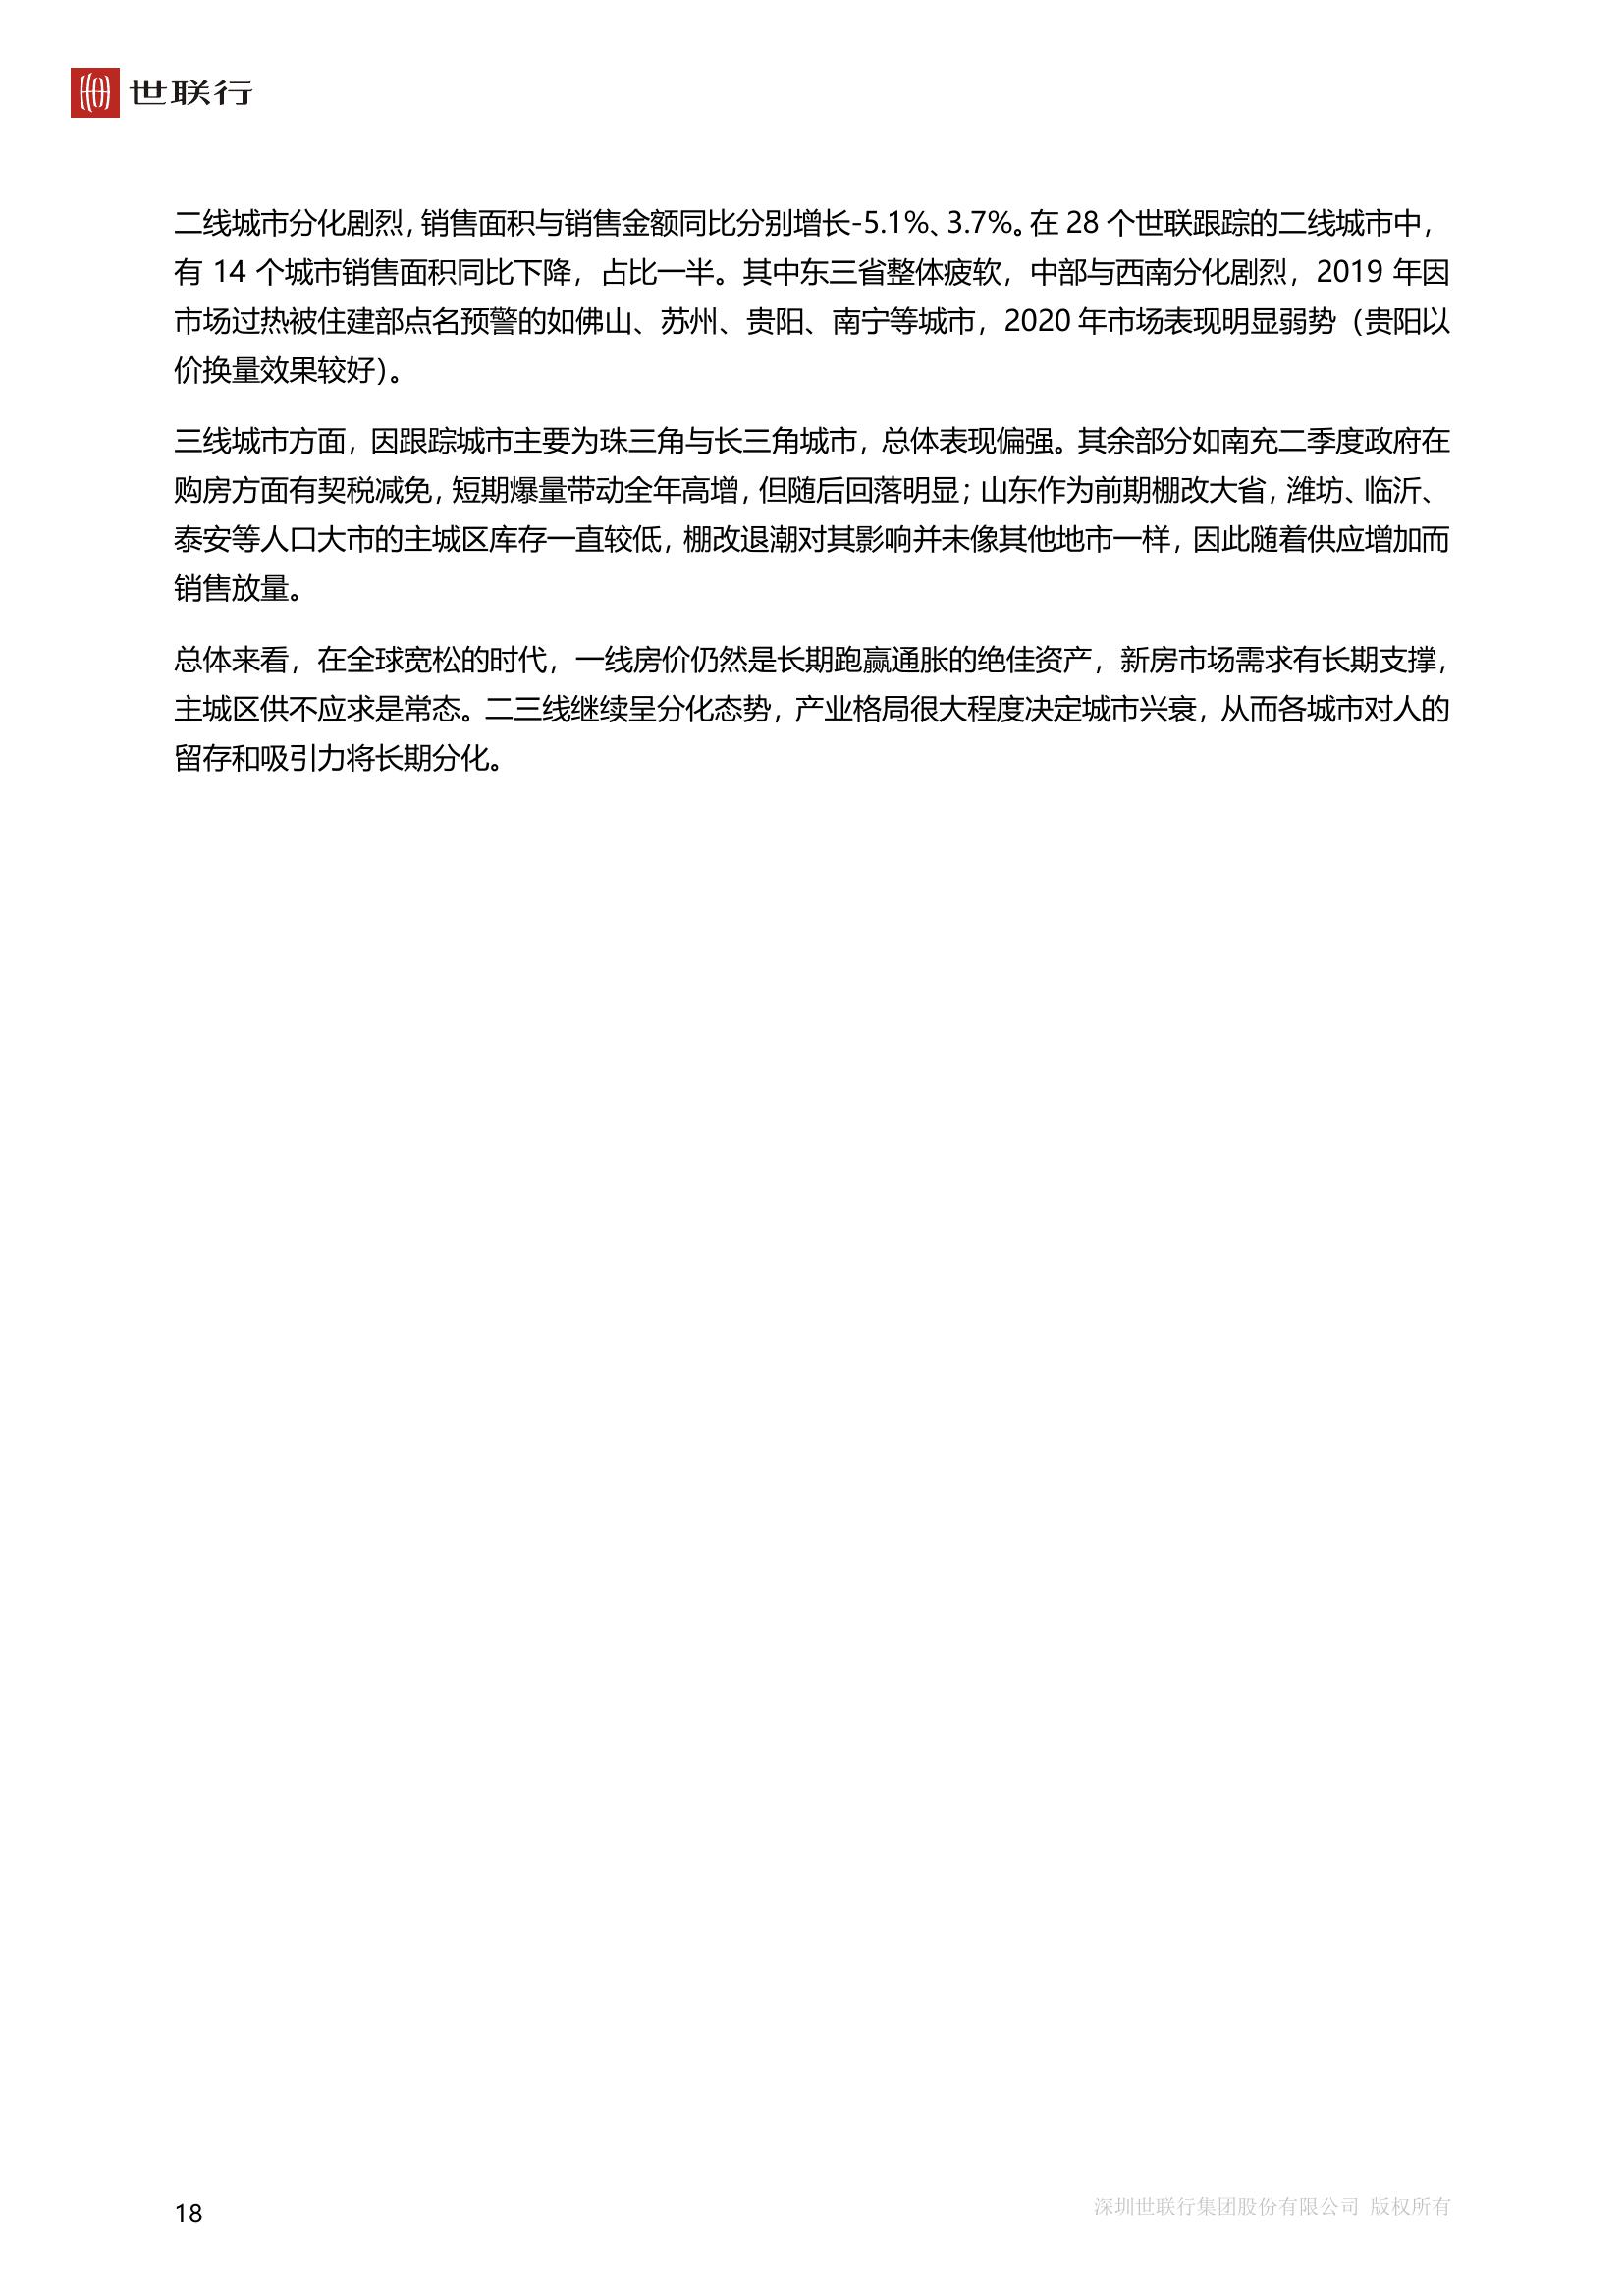 世联行
二线城市分化剧烈，销售面积与销售金额同比分别增长-5.1%、3.7%。在 28 个世联跟踪的二线城市中，
有 14 个城市销售面积同比下降，占比一半。其中东三省整体疲软，中部与西南分化剧烈，2019 年因
市场过热被住建部点名预警的如佛山、苏州、贵阳、南宁等城市，2020 年市场表现明显弱势（贵阳以
价换量效果较好）。
三线城市方面，因跟踪城市主要为珠三角与长三角城市，总体表现偏强。其余部分如南充二季度政府在
购房方面有契税减免，短期爆量带动全年高增，但随后回落明显；山东作为前期棚改大省，潍坊、临沂、
泰安等人口大市的主城区库存一直较低，棚改退潮对其影响并未像其他地市一样，因此随着供应增加而
销售放量。
总体来看，在全球宽松的时代，一线房价仍然是长期跑赢通胀的绝佳资产，新房市场需求有长期支撑，
主城区供不应求是常态。二三线继续呈分化态势，产业格局很大程度决定城市兴衰，从而各城市对人的
留存和吸引力将长期分化。
18
深圳世联行集团股份有限公司 版权所有